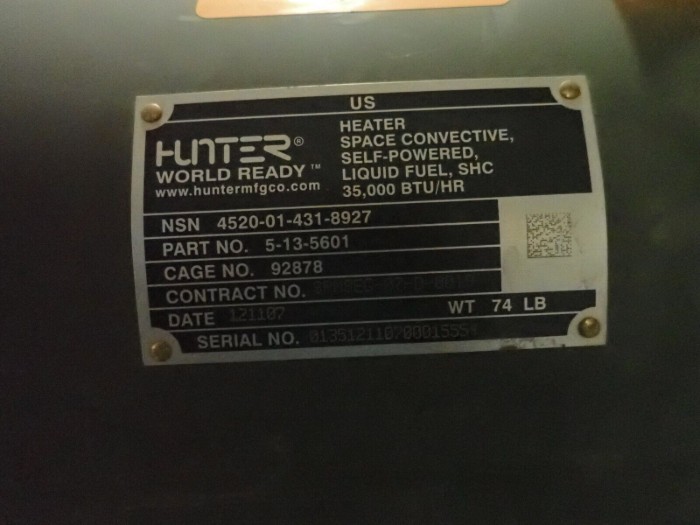 US
HUNTER®
WORLD READY™
www.huntermfgco.com
HEATER
SPACE CONVECTIVE,
SELF-POWERED,
LIQUID FUEL, SHC
35,000 BTU/HR
NSN 4520-01-431-8927
PART NO. 5-13-5601
CAGE NO. 92878
CONTRACT NO.
DATE 121107
WT 74 LB
SERIAL NO.